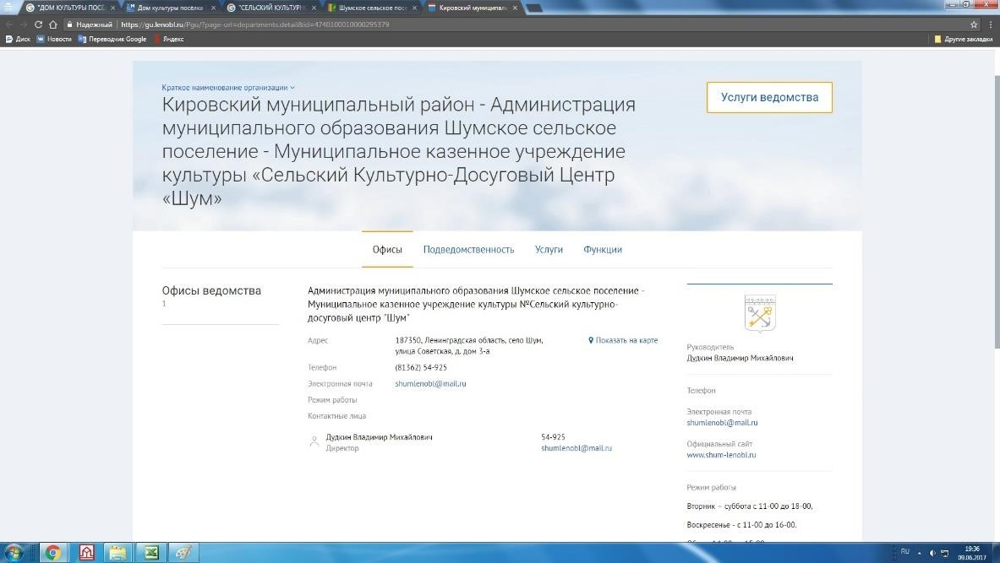 "ДОМ КУЛЬТУРЫ ПОСЁ
Дом культуры посёлка
"СЕЛЬСКИЙ КУЛЬТУРН
Шумское сельское пос
Кировский муниципаль
Надежный https://gu.lenobl.ru/Pgu/?page-url=departments.detail&id=4740100010000295379
Диск Новости Переводчик Google Яндекс Другие закладки
Краткое наименование организации
Кировский муниципальный район - Администрация
муниципального образования Шумское сельское
поселение - Муниципальное казенное учреждение
культуры «Сельский Культурно-Досуговый Центр
«Шум»
Услуги ведомства
Офисы Подведомственность Услуги Функции
Офисы ведомства
1
Администрация муниципального образования Шумское сельское поселение -
Муниципальное казенное учреждение культуры №Сельский культурно-
досуговый центр "Шум"
Адрес 187350, Ленинградская область, село Шум, Показать на карте
улица Советская, д. дом 3-а
Телефон (81362) 54-925
Электронная почта shumlenobl@mail.ru
Режим работы
Контактные лица
Дудкин Владимир Михайлович 54-925
Директор shumlenobl@mail.ru
Руководитель
Дудкин Владимир Михайлович
Телефон
Электронная почта
shumlenobl@mail.ru
Официальный сайт
www.shum-lenobl.ru
Режим работы
Вторник – суббота с 11-00 до 18-00,
Воскресенье - с 11-00 до 16-00.
RU 19:36
09.06.2017